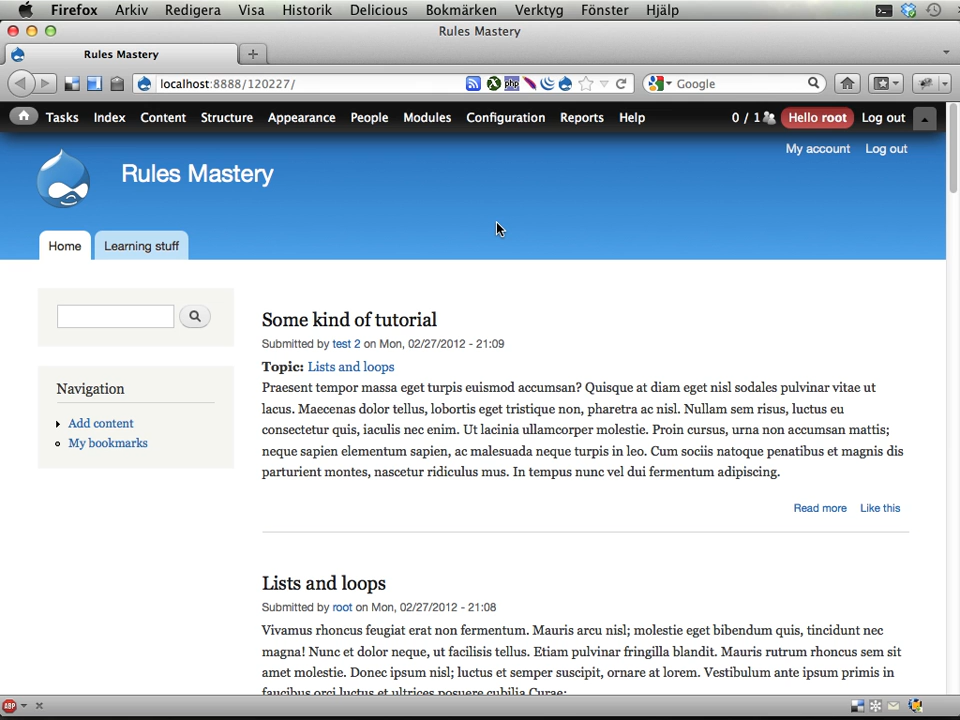 Firefox Arkiv Redigera Visa Historik Delicious Bokmärken Verktyg Fönster Hjälp
Rules Mastery
Rules Mastery
localhost:8888/120227/
php
Google
Tasks Index Content Structure Appearance People Modules Configuration Reports Help 0 / 1 Hello root Log out
My account Log out
Rules Mastery
Home Learning stuff
Some kind of tutorial
Submitted by test 2 on Mon, 02/27/2012 - 21:09
Topic: Lists and loops
Praesent tempor massa eget turpis euismod accumsan? Quisque at diam eget nisl sodales pulvinar vitae ut
lacus. Maecenas dolor tellus, lobortis eget tristique non, pharetra ac nisl. Nullam sem risus, luctus eu
consectetur quis, iaculis nec enim. Ut lacinia ullamcorper molestie. Proin cursus, urna non accumsan mattis;
neque sapien elementum sapien, ac malesuada neque turpis in leo. Cum sociis natoque penatibus et magnis dis
parturient montes, nascetur ridiculus mus. In tempus nunc vel dui fermentum adipiscing.
Read more Like this
Navigation
Add content
My bookmarks
Lists and loops
Submitted by root on Mon, 02/27/2012 - 21:08
Vivamus rhoncus feugiat erat non fermentum. Mauris arcu nisl; molestie eget bibendum quis, tincidunt nec
magna! Nunc et dolor neque, ut facilisis tellus. Etiam pulvinar fringilla blandit. Mauris rutrum rhoncus sem sit
amet molestie. Donec ipsum nisl; luctus et semper suscipit, ornare at lorem. Vestibulum ante ipsum primis in
faucibus orci luctus et ultrices posuere cubilia Curae;
ABP